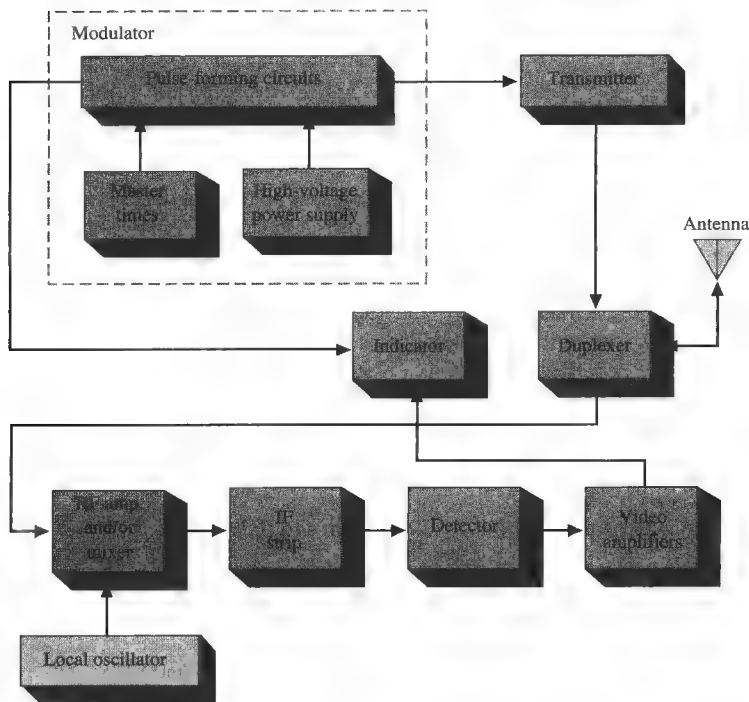 Modulator
Pulse-forming circuits
Transmitter
Master
times
High-voltage
power supply
Antenna
Indicator
Duplexer
RF amp
and/or
mixer
IF
strip
Detector
Video
amplifiers
Local oscillator